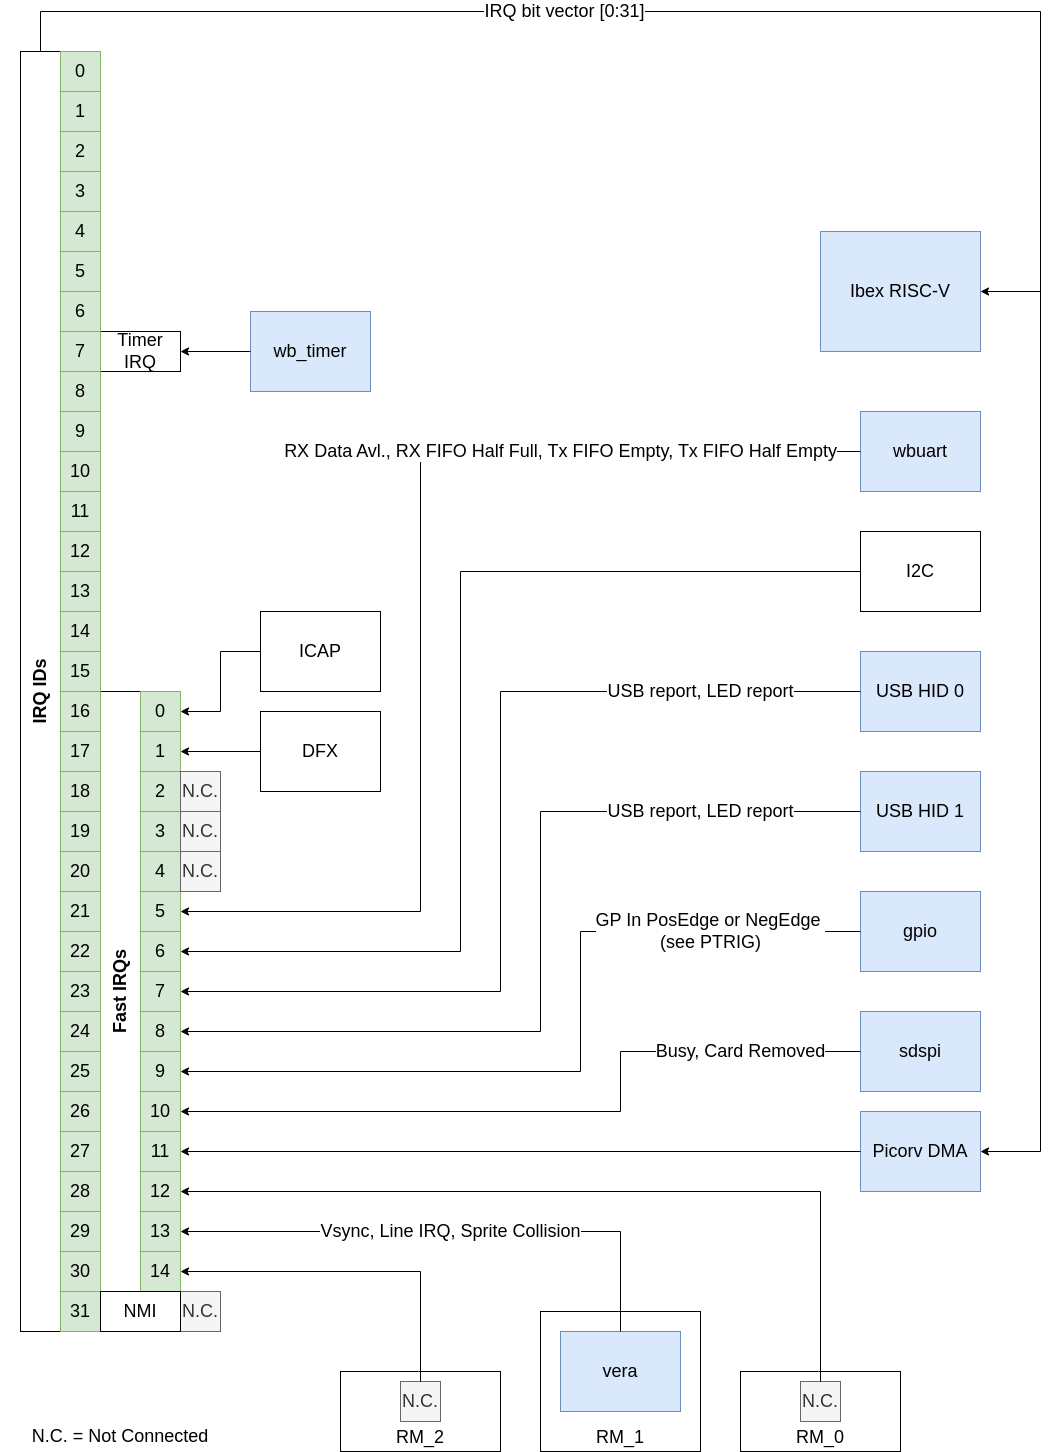 IRQ bit vector [0:31]
IRQ IDs
0
1
2
3
4
5
6
7
8
9
10
11
12
13
14
15
16
17
18
19
20
21
22
23
24
25
26
27
28
29
30
31
Timer
IRQ
wb_timer
Ibex RISC-V
RX Data Avl., RX FIFO Half Full, Tx FIFO Empty, Tx FIFO Half Empty
wbuart
I2C
ICAP
DFX
Fast IRQs
0
1
2
3
4
5
6
7
8
9
10
11
12
13
14
N.C.
N.C.
N.C.
USB report, LED report
USB HID 0
USB report, LED report
USB HID 1
GP In PosEdge or NegEdge
(see PTRIG)
gpio
Busy, Card Removed
sdspi
Picorv DMA
Vsync, Line IRQ, Sprite Collision
NMI
N.C.
vera
N.C.
N.C.
RM_2
RM_1
RM_0
N.C. = Not Connected